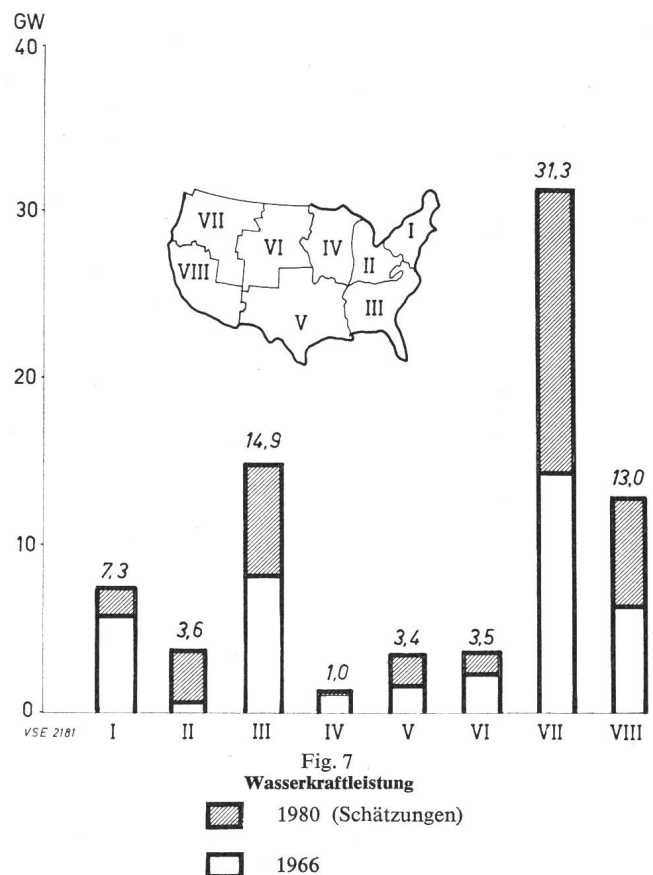 GW
40
30
20
10
0
31,3
14,9
13,0
7,3
3,6
1,0
3,4
3,5
VII
VI
IV
I
II
VIII
V
III
VSE 2181
I II III IV V VI VII VIII
Fig. 7
Wasserkraftleistung
1980 (Schätzungen)
1966